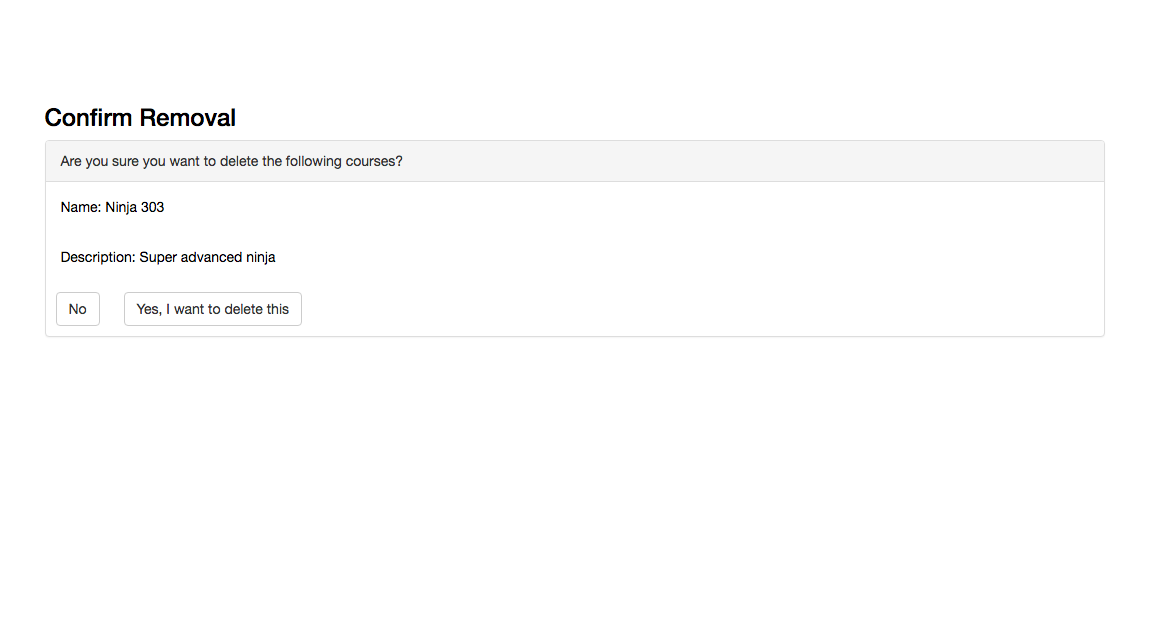 Confirm Removal
Are you sure you want to delete the following courses?
Name: Ninja 303
Description: Super advanced ninja
No
Yes, I want to delete this